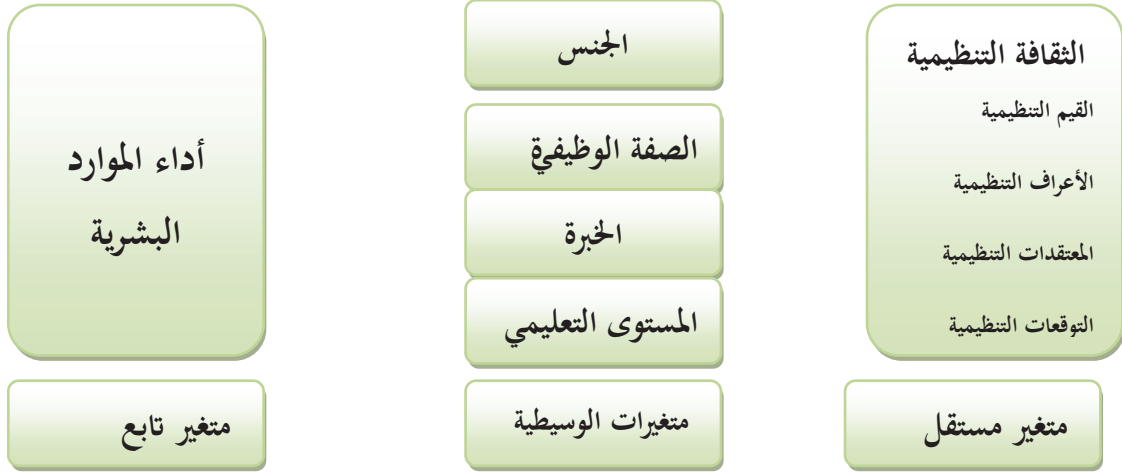 الثقافة التنظيمية
القيم التنظيمية
الأعراف التنظيمية
المعتقدات التنظيمية
التوقعات التنظيمية
متغير مستقل
الجنس
الصفة الوظيفية
الخبرة
المستوى التعليمي
متغيرات الوسيطية
أداء الموارد
البشرية
متغير تابع